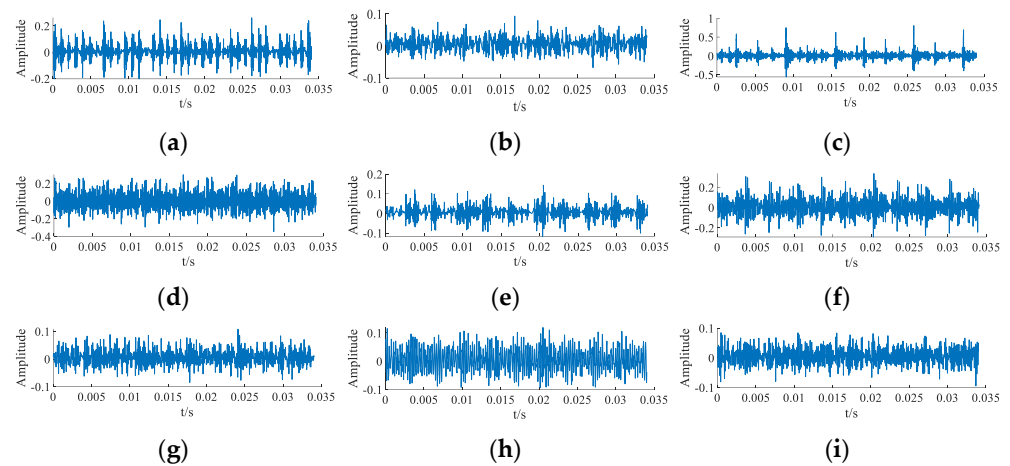 Amplitude 0.2 0 -0.2 0 0.005 0.01 0.015 0.02 0.025 0.03 0.035 t/s
(a)
Amplitude 0.1 0 -0.1 0 0.005 0.01 0.015 0.02 0.025 0.03 0.035 t/s
(b)
Amplitude 1 0.5 0 -0.5 0 0.005 0.01 0.015 0.02 0.025 0.03 0.035 t/s
(c)
Amplitude 0.2 0 -0.2 -0.4 0.005 0.01 0.015 0.02 0.025 0.03 0.035 t/s
(d)
Amplitude 0.2 0.1 0 -0.1 0 0.005 0.01 0.015 0.02 0.025 0.03 0.035 t/s
(e)
Amplitude 0.2 0 -0.2 0.005 0.01 0.015 0.02 0.025 0.03 0.035 t/s
(f)
Amplitude 0.1 0 -0.1 0.005 0.01 0.015 0.02 0.025 0.03 0.035 t/s
(g)
Amplitude 0.1 0 -0.1 0 0.005 0.01 0.015 0.02 0.025 0.03 0.035 t/s
(h)
Amplitude 0.1 0 -0.1 0 0.005 0.01 0.015 0.02 0.025 0.03 0.035 t/s
(i)